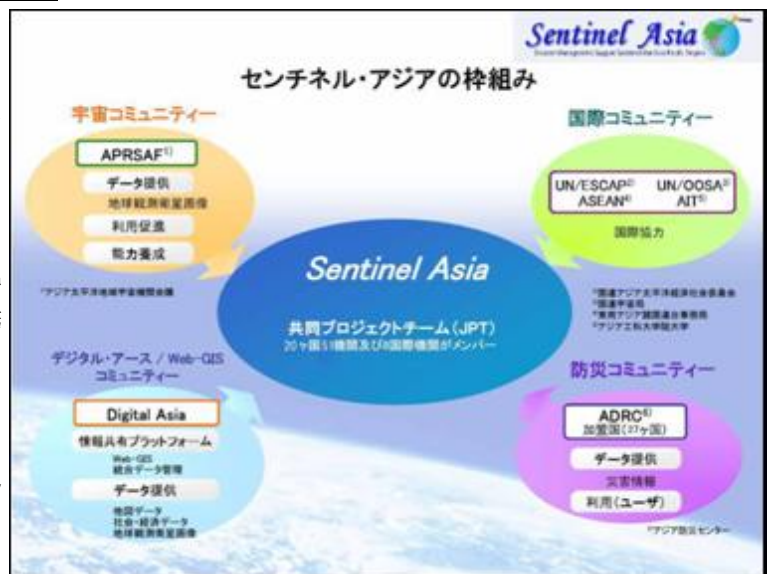 Sentinel Asia
センチネル・アジアの枠組み
宇宙コミュニティー
APRSAF¹⁾
データ提供
地球観測衛星画像
利用促進
能力養成
¹⁾アジア太平洋地域宇宙機関会議
国際コミュニティー
UN/ESCAP²⁾ UN/OOSA³⁾
ASEAN⁴⁾ AIT⁵⁾
国際協力
²⁾国連アジア太平洋経済社会委員会
³⁾国連宇宙局
⁴⁾東南アジア諸国連合事務局
⁵⁾アジア工科大学院大学
Sentinel Asia
共同プロジェクトチーム(JPT)
20ヶ国51機関及び8国際機関がメンバー
デジタル・アース / Web-GIS
コミュニティー
Digital Asia
情報共有プラットフォーム
Web-GIS
統合データ管理
データ提供
地図データ
社会・経済データ
地球観測衛星画像
防災コミュニティー
ADRC⁶⁾
加盟国(27ヶ国)
データ提供
災害情報
利用(ユーザ)
⁶⁾アジア防災センター